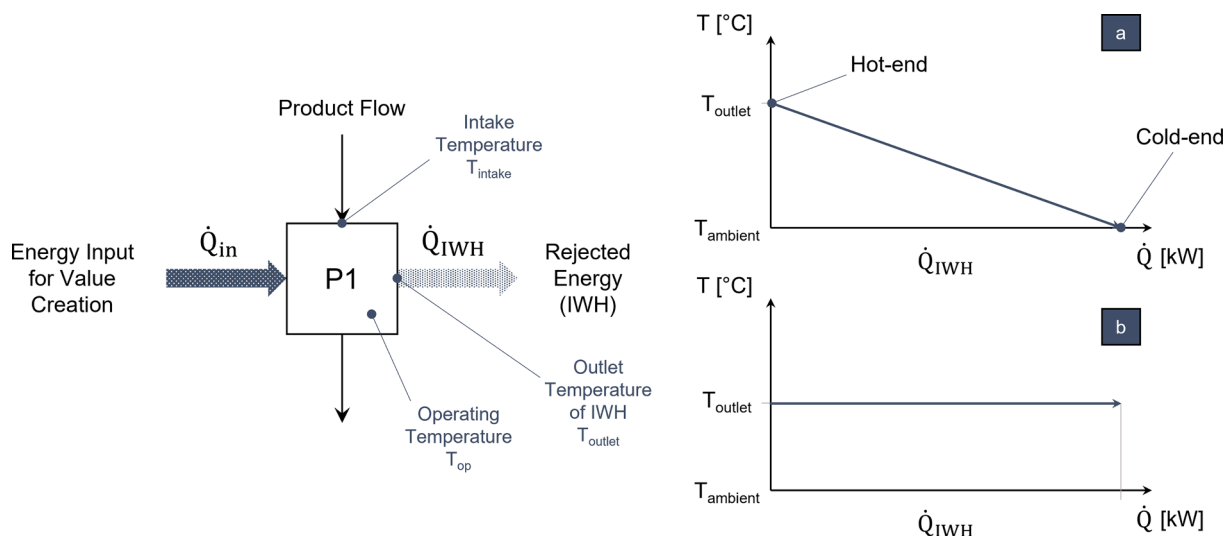 Product Flow
Intake
Temperature
T_intake
Energy Input
for Value
Creation
Q̇_in
P1
Q̇_IWH
Rejected
Energy
(IWH)
Operating
Temperature
T_op
Outlet
Temperature
of IWH
T_outlet
T [°C]
a
Hot-end
T_outlet
Cold-end
T_ambient
Q̇_IWH
Q̇ [kW]
T [°C]
b
T_outlet
T_ambient
Q̇_IWH
Q̇ [kW]